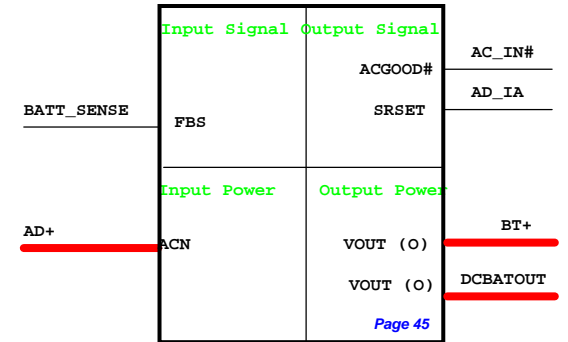 Input Signal Output Signal
AC_IN#
ACGOOD#
AD_IA
BATT_SENSE
SRSET
FBS
Input Power Output Power
AD+
BT+
ACN
VOUT (O)
DCBATOUT
VOUT (O)
Page 45